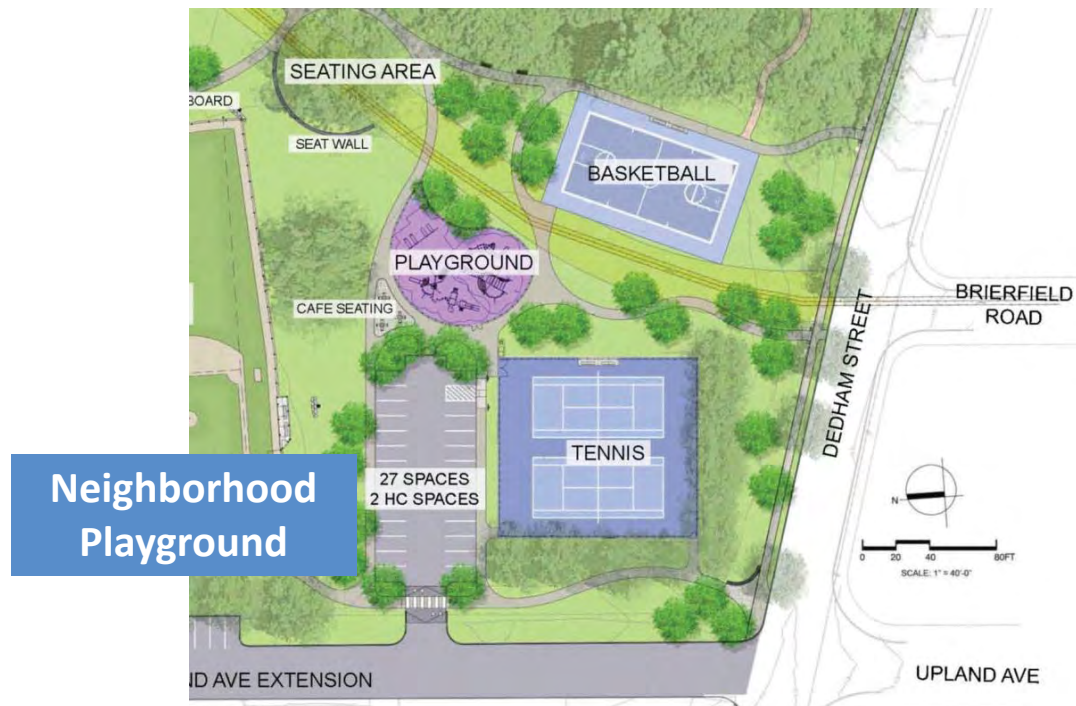 SEATING AREA
BOARD
SEAT WALL
BASKETBALL
PLAYGROUND
CAFE SEATING
BRIERFIELD
ROAD
DEDHAM STREET
TENNIS
27 SPACES
2 HC SPACES
Neighborhood
Playground
N
0 20 40 80FT
SCALE: 1" = 40'-0"
ND AVE EXTENSION
UPLAND AVE